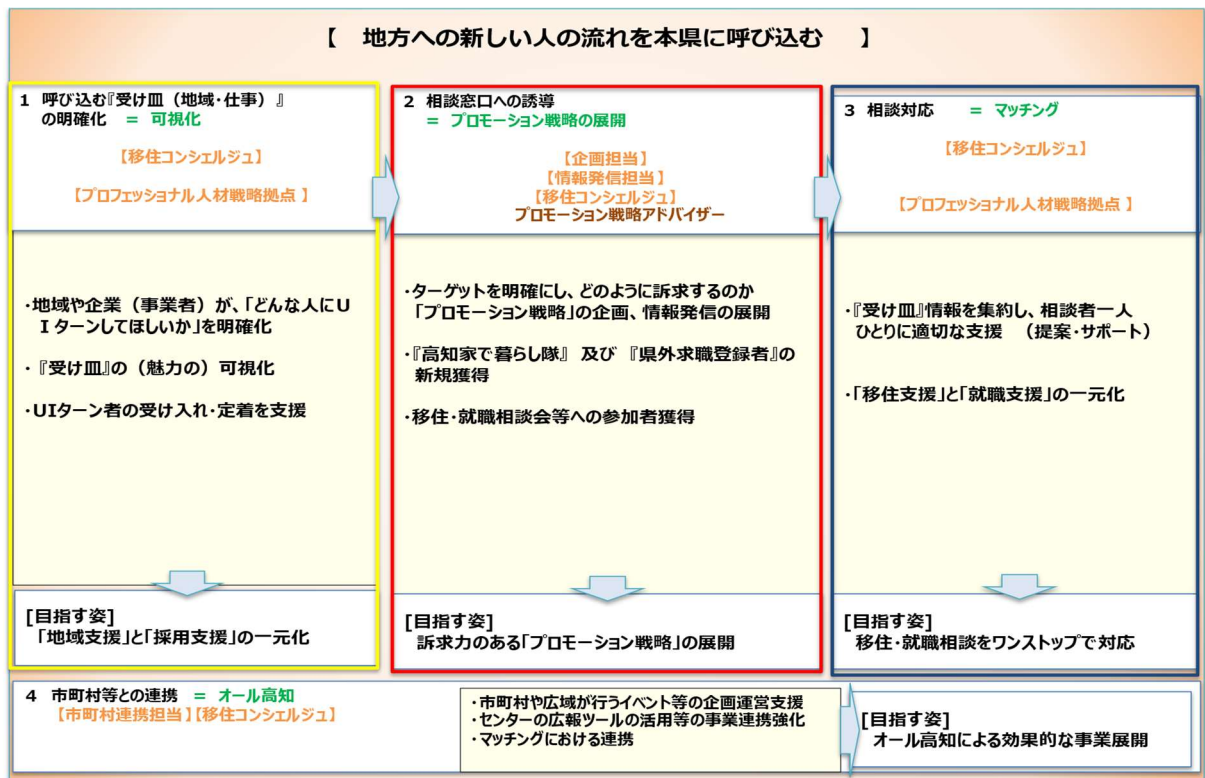 【　地方への新しい人の流れを本県に呼び込む　】
1　呼び込む『受け皿（地域・仕事）』
の明確化　＝ 可視化
【移住コンシェルジュ】
【プロフェッショナル人材戦略拠点 】
・地域や企業（事業者）が、「どんな人にU
Iターンしてほしいか」を明確化
・『受け皿』の（魅力の）可視化
・UIターン者の受け入れ・定着を支援
[目指す姿]
「地域支援」と「採用支援」の一元化
2　相談窓口への誘導
＝ プロモーション戦略の展開
【企画担当】
【情報発信担当】
【移住コンシェルジュ】
プロモーション戦略アドバイザー
・ターゲットを明確にし、どのように訴求するのか
「プロモーション戦略」の企画、情報発信の展開
・『高知家で暮らし隊』 及び 『県外求職登録者』の
新規獲得
・移住・就職相談会等への参加者獲得
[目指す姿]
訴求力のある「プロモーション戦略」の展開
3　相談対応　＝ マッチング
【移住コンシェルジュ】
【プロフェッショナル人材戦略拠点 】
・『受け皿』情報を集約し、相談者一人
ひとりに適切な支援　（提案・サポート）
・「移住支援」と「就職支援」の一元化
[目指す姿]
移住・就職相談をワンストップで対応
4　市町村等との連携　＝ オール高知
【市町村連携担当】【移住コンシェルジュ】
・市町村や広域が行うイベント等の企画運営支援
・センターの広報ツールの活用等の事業連携強化
・マッチングにおける連携
[目指す姿]
オール高知による効果的な事業展開